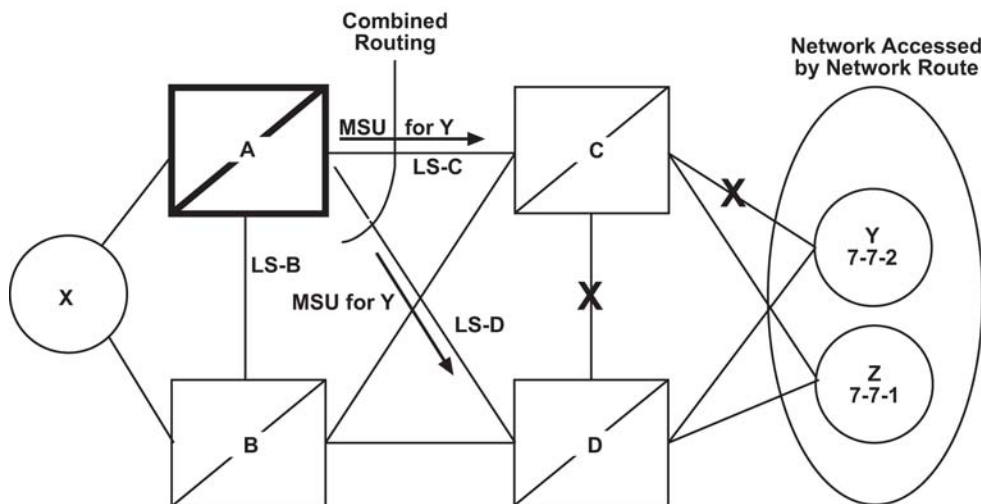 Combined
Routing
Network Accessed
by Network Route
A
MSU for Y
LS-C
C
X
Y
7-7-2
X
LS-B
MSU for Y
X
LS-D
Z
7-7-1
B
D